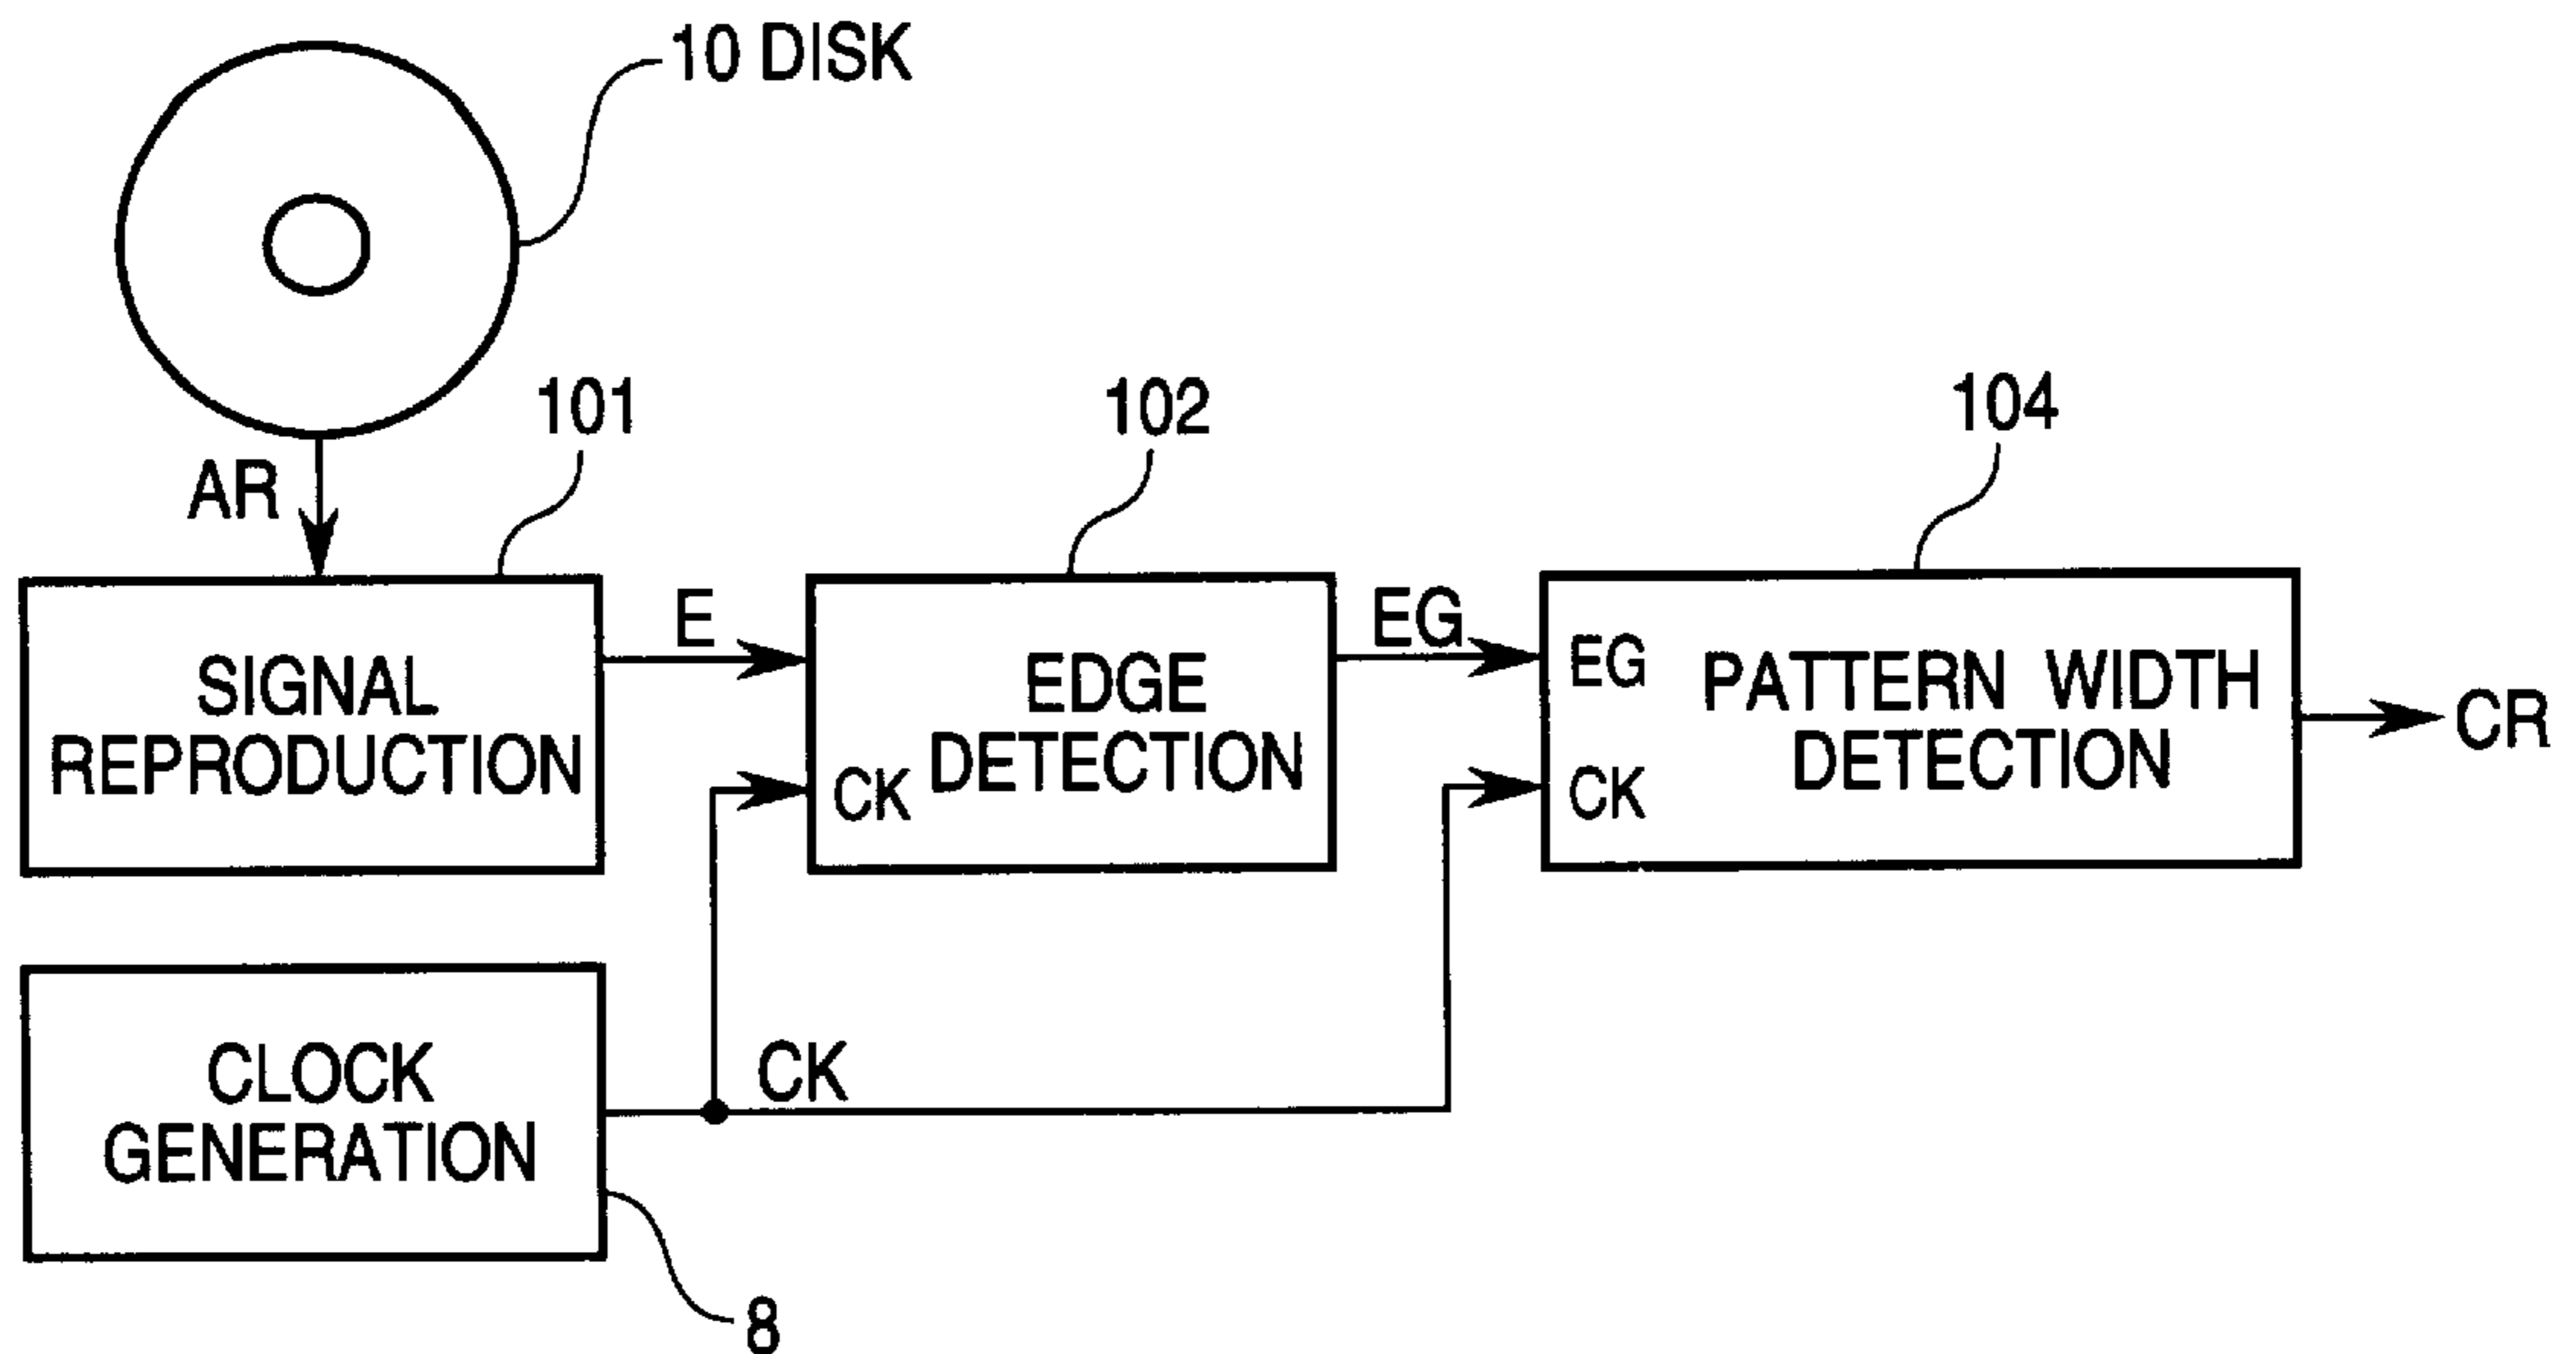 10 DISK
AR
101
102
104
SIGNAL
REPRODUCTION
E
EDGE
DETECTION
CK
EG
EG
CK
PATTERN WIDTH
DETECTION
CR
CLOCK
GENERATION
CK
8